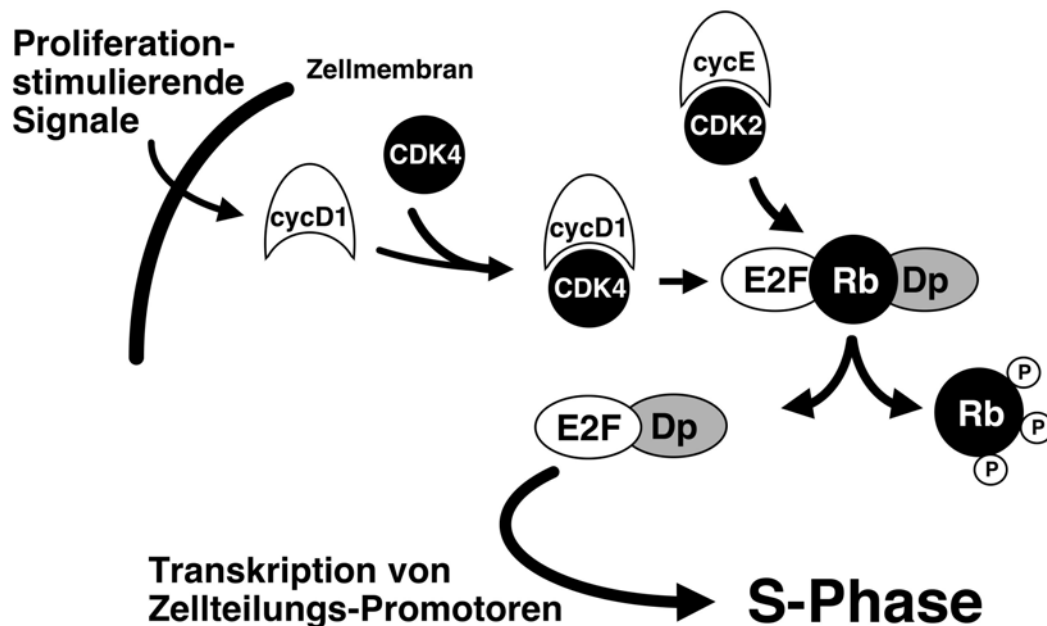 Proliferation-
stimulierende
Signale
Zellmembran
cycE
CDK2
CDK4
cycD1
cycD1
CDK4
E2F
Rb
Dp
E2F
Dp
Rb
P
P
P
Transkription von
Zellteilungs-Promotoren
S-Phase